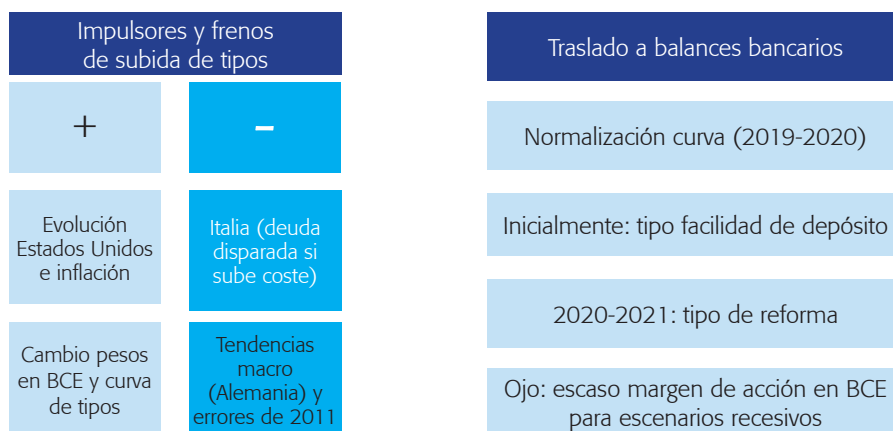 Impulsores y frenos
de subida de tipos
+
–
Evolución
Estados Unidos
e inflación
Italia (deuda
disparada si
sube coste)
Cambio pesos
en BCE y curva
de tipos
Tendencias
macro
(Alemania) y
errores de 2011
Traslado a balances bancarios
Normalización curva (2019-2020)
Inicialmente: tipo facilidad de depósito
2020-2021: tipo de reforma
Ojo: escaso margen de acción en BCE
para escenarios recesivos